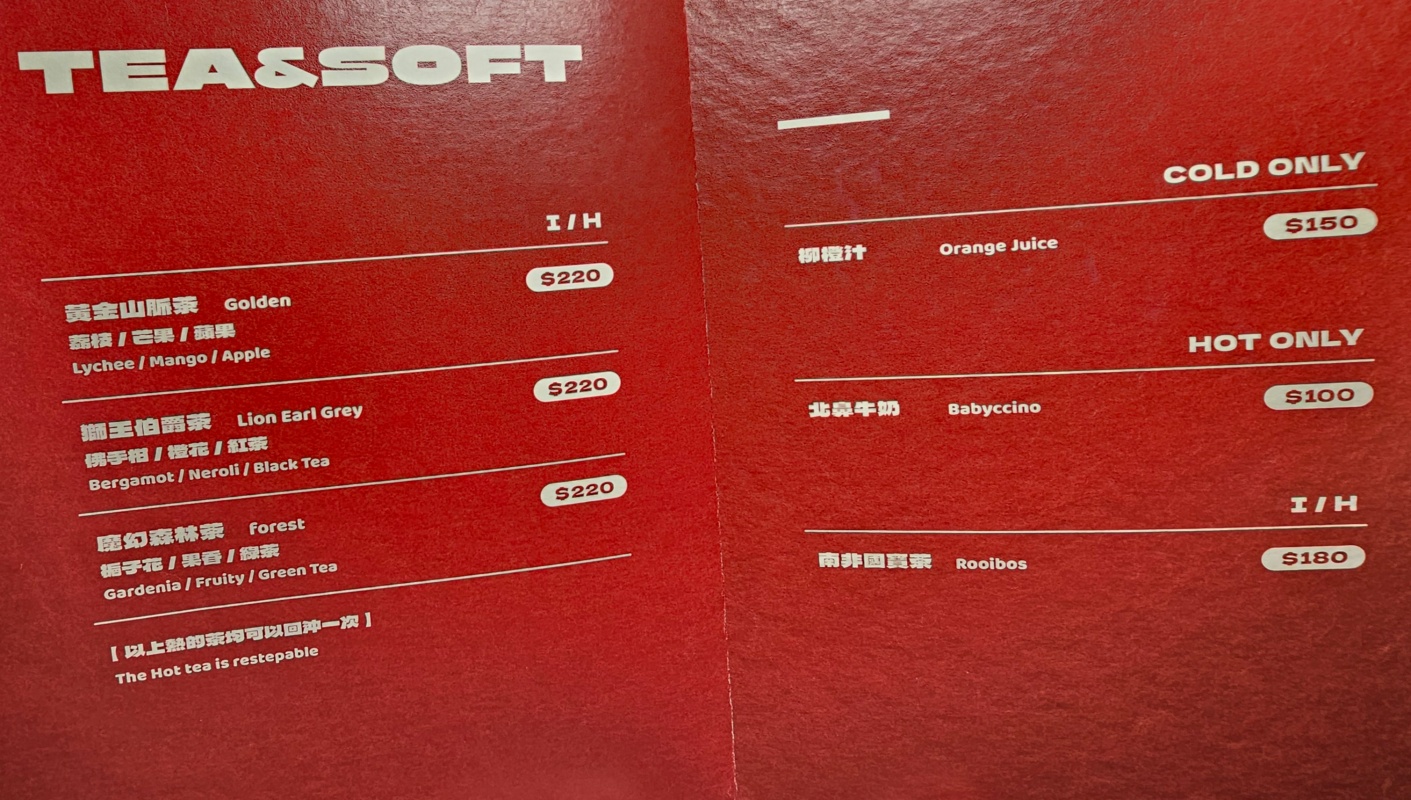 TEA&SOFT
I / H
黃金山脈茶 Golden $220
荔枝 / 芒果 / 蘋果
Lychee / Mango / Apple
獅王伯爵茶 Lion Earl Grey $220
佛手柑 / 橙花 / 紅茶
Bergamot / Neroli / Black Tea
魔幻森林茶 Forest $220
梔子花 / 果香 / 綠茶
Gardenia / Fruity / Green Tea
【 以上熱的茶均可以回沖一次 】
The Hot tea is restepable
COLD ONLY
柳橙汁 Orange Juice $150
HOT ONLY
北鼻牛奶 Babyccino $100
I / H
南非國寶茶 Rooibos $180